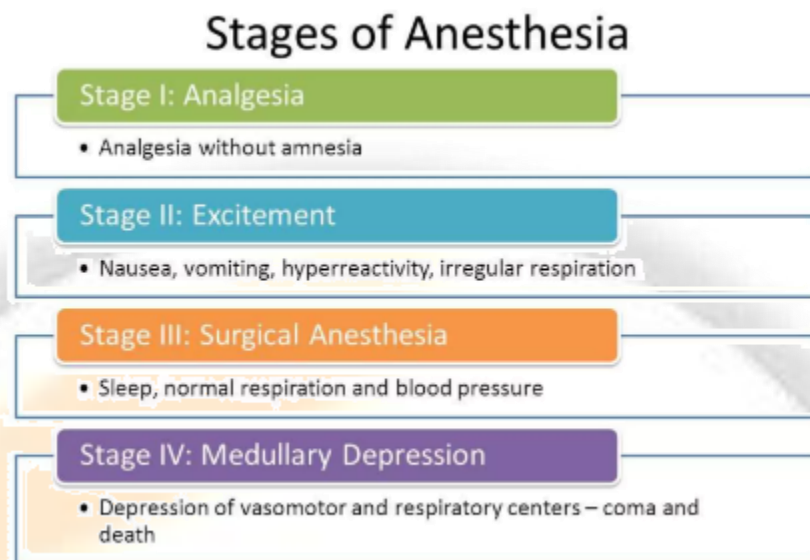 Stages of Anesthesia
Stage I: Analgesia
• Analgesia without amnesia
Stage II: Excitement
• Nausea, vomiting, hyperreactivity, irregular respiration
Stage III: Surgical Anesthesia
• Sleep, normal respiration and blood pressure
Stage IV: Medullary Depression
• Depression of vasomotor and respiratory centers – coma and
death